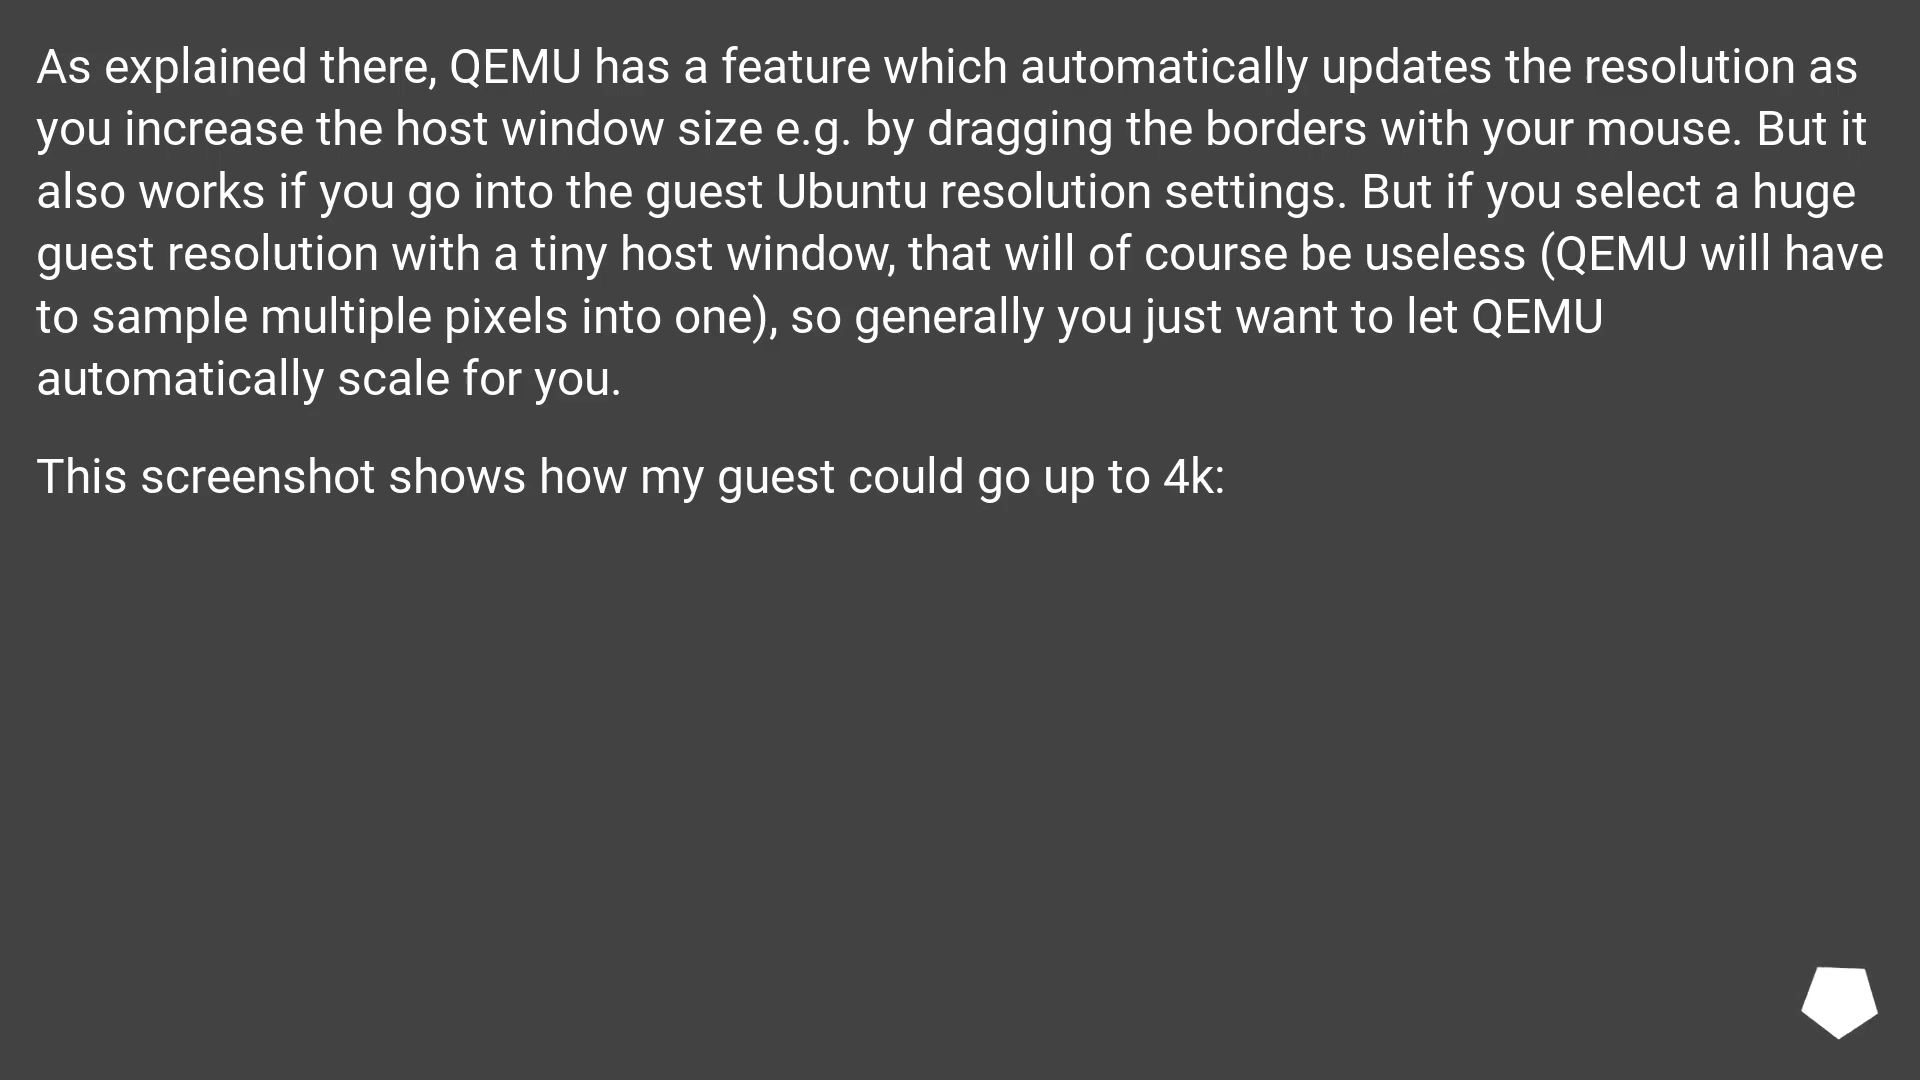 As explained there, QEMU has a feature which automatically updates the resolution as
you increase the host window size e.g. by dragging the borders with your mouse. But it
also works if you go into the guest Ubuntu resolution settings. But if you select a huge
guest resolution with a tiny host window, that will of course be useless (QEMU will have
to sample multiple pixels into one), so generally you just want to let QEMU
automatically scale for you.
This screenshot shows how my guest could go up to 4k: